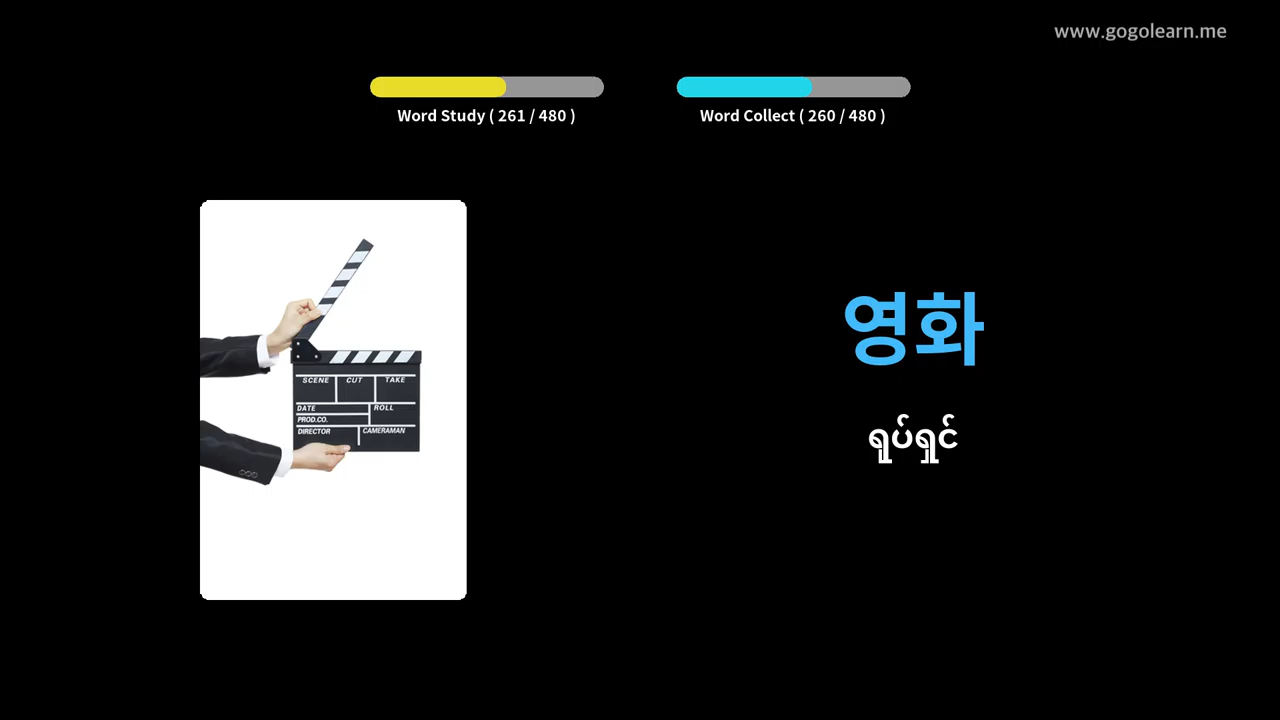 www.gogolearn.me
Word Study ( 261 / 480 )
Word Collect ( 260 / 480 )
SCENE CUT TAKE
DATE ROLL
PROD.CO.
DIRECTOR CAMERAMAN
영화
ရုပ်ရှင်